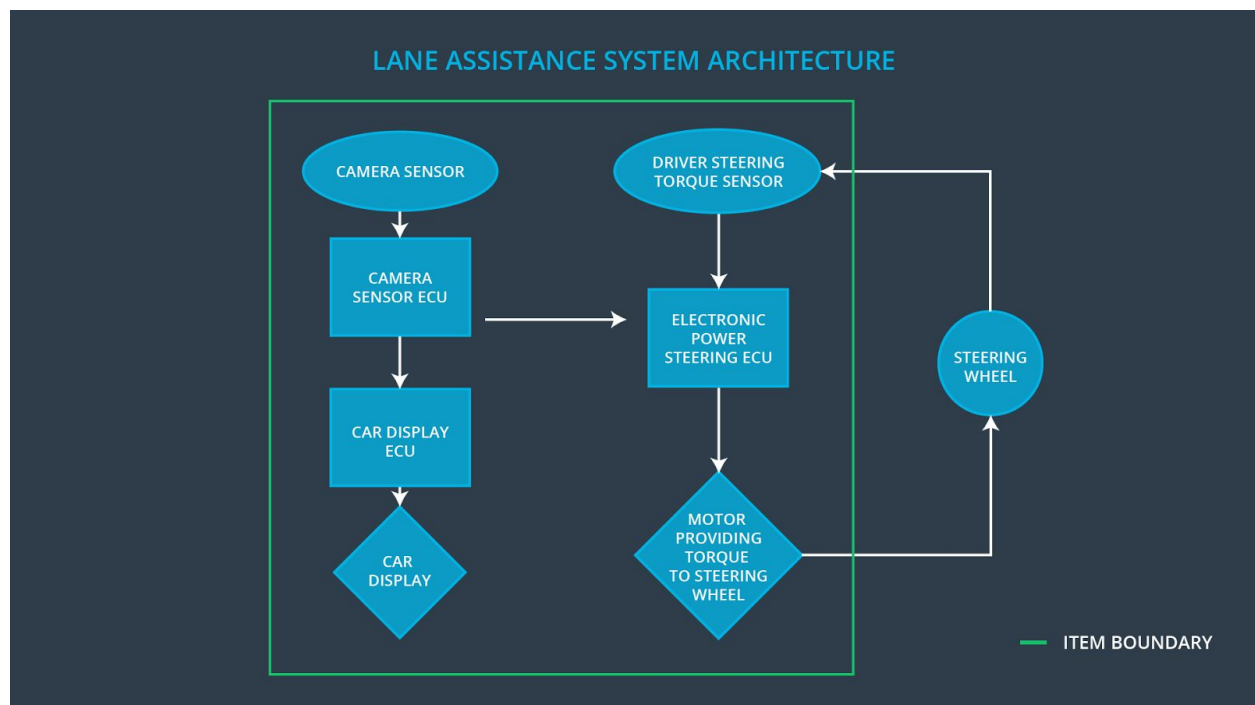 LANE ASSISTANCE SYSTEM ARCHITECTURE
CAMERA SENSOR
CAMERA
SENSOR ECU
CAR DISPLAY
ECU
CAR
DISPLAY
DRIVER STEERING
TORQUE SENSOR
ELECTRONIC
POWER
STEERING ECU
MOTOR
PROVIDING
TORQUE
TO STEERING
WHEEL
STEERING
WHEEL
ITEM BOUNDARY